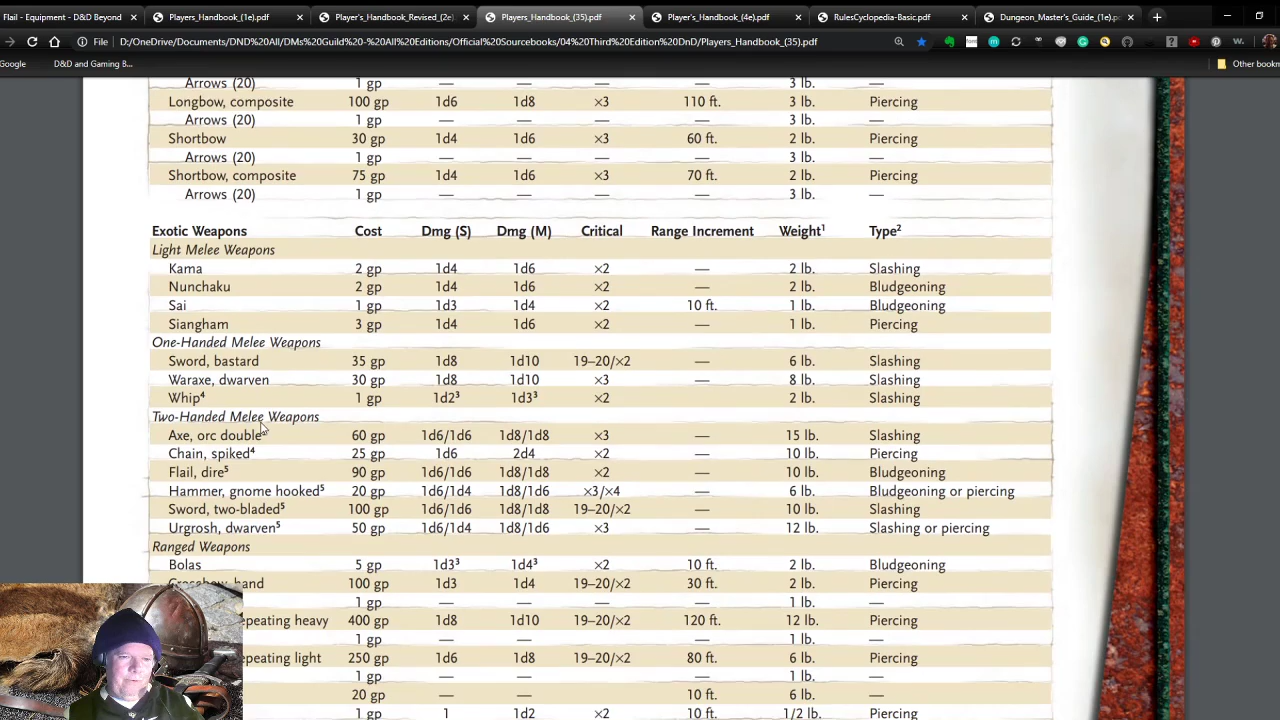 Flail - Equipment - D&D Beyond Players_Handbook_(1e).pdf Player's_Handbook_Revised_(2e). Players_Handbook_(35).pdf Player's_Handbook_(4e).pdf RulesCyclopedia-Basic.pdf Dungeon_Master's_Guide_(1e).p
File D:/OneDrive/Documents/DND%20All/DMs%20Guild%20-%20All%20Editions/Official%20Sourcebooks/04%20Third%20Edition%20DnD/Players_Handbook_(35).pdf
Google D&D and Gaming B... Other bookm
Arrows (20) 1 gp — — — — 3 lb. —
Longbow, composite 100 gp 1d6 1d8 ×3 110 ft. 3 lb. Piercing
Arrows (20) 1 gp — — — — 3 lb. —
Shortbow 30 gp 1d4 1d6 ×3 60 ft. 2 lb. Piercing
Arrows (20) 1 gp — — — — 3 lb. —
Shortbow, composite 75 gp 1d4 1d6 ×3 70 ft. 2 lb. Piercing
Arrows (20) 1 gp — — — — 3 lb. —
Exotic Weapons Cost Dmg (S) Dmg (M) Critical Range Increment Weight¹ Type²
Light Melee Weapons
Kama 2 gp 1d4 1d6 ×2 — 2 lb. Slashing
Nunchaku 2 gp 1d4 1d6 ×2 — 2 lb. Bludgeoning
Sai 1 gp 1d3 1d4 ×2 10 ft. 1 lb. Bludgeoning
Siangham 3 gp 1d4 1d6 ×2 — 1 lb. Piercing
One-Handed Melee Weapons
Sword, bastard 35 gp 1d8 1d10 19–20/×2 — 6 lb. Slashing
Waraxe, dwarven 30 gp 1d8 1d10 ×3 — 8 lb. Slashing
Whip⁴ 1 gp 1d2³ 1d3³ ×2 — 2 lb. Slashing
Two-Handed Melee Weapons
Axe, orc double 60 gp 1d6/1d6 1d8/1d8 ×3 — 15 lb. Slashing
Chain, spiked⁴ 25 gp 1d6 2d4 ×2 — 10 lb. Piercing
Flail, dire⁵ 90 gp 1d6/1d6 1d8/1d8 ×2 — 10 lb. Bludgeoning
Hammer, gnome hooked⁵ 20 gp 1d6/1d4 1d8/1d6 ×3/×4 — 6 lb. Bludgeoning or piercing
Sword, two-bladed⁵ 100 gp 1d6/1d6 1d8/1d8 19–20/×2 — 10 lb. Slashing
Urgrosh, dwarven⁵ 50 gp 1d6/1d4 1d8/1d6 ×3 — 12 lb. Slashing or piercing
Ranged Weapons
Bolas 5 gp 1d3³ 1d4³ ×2 10 ft. 2 lb. Bludgeoning
Crossbow, hand 100 gp 1d3 1d4 19–20/×2 30 ft. 2 lb. Piercing
1 gp — — — — 1 lb. —
epeating heavy 400 gp 1d8 1d10 19–20/×2 120 ft. 12 lb. Piercing
1 gp — — — — 1 lb. —
epeating light 250 gp 1d6 1d8 19–20/×2 80 ft. 6 lb. Piercing
1 gp — — — — 1 lb. —
20 gp — — — 10 ft. 6 lb. —
1 gp 1 1d2 ×2 10 ft. 1/2 lb. Piercing